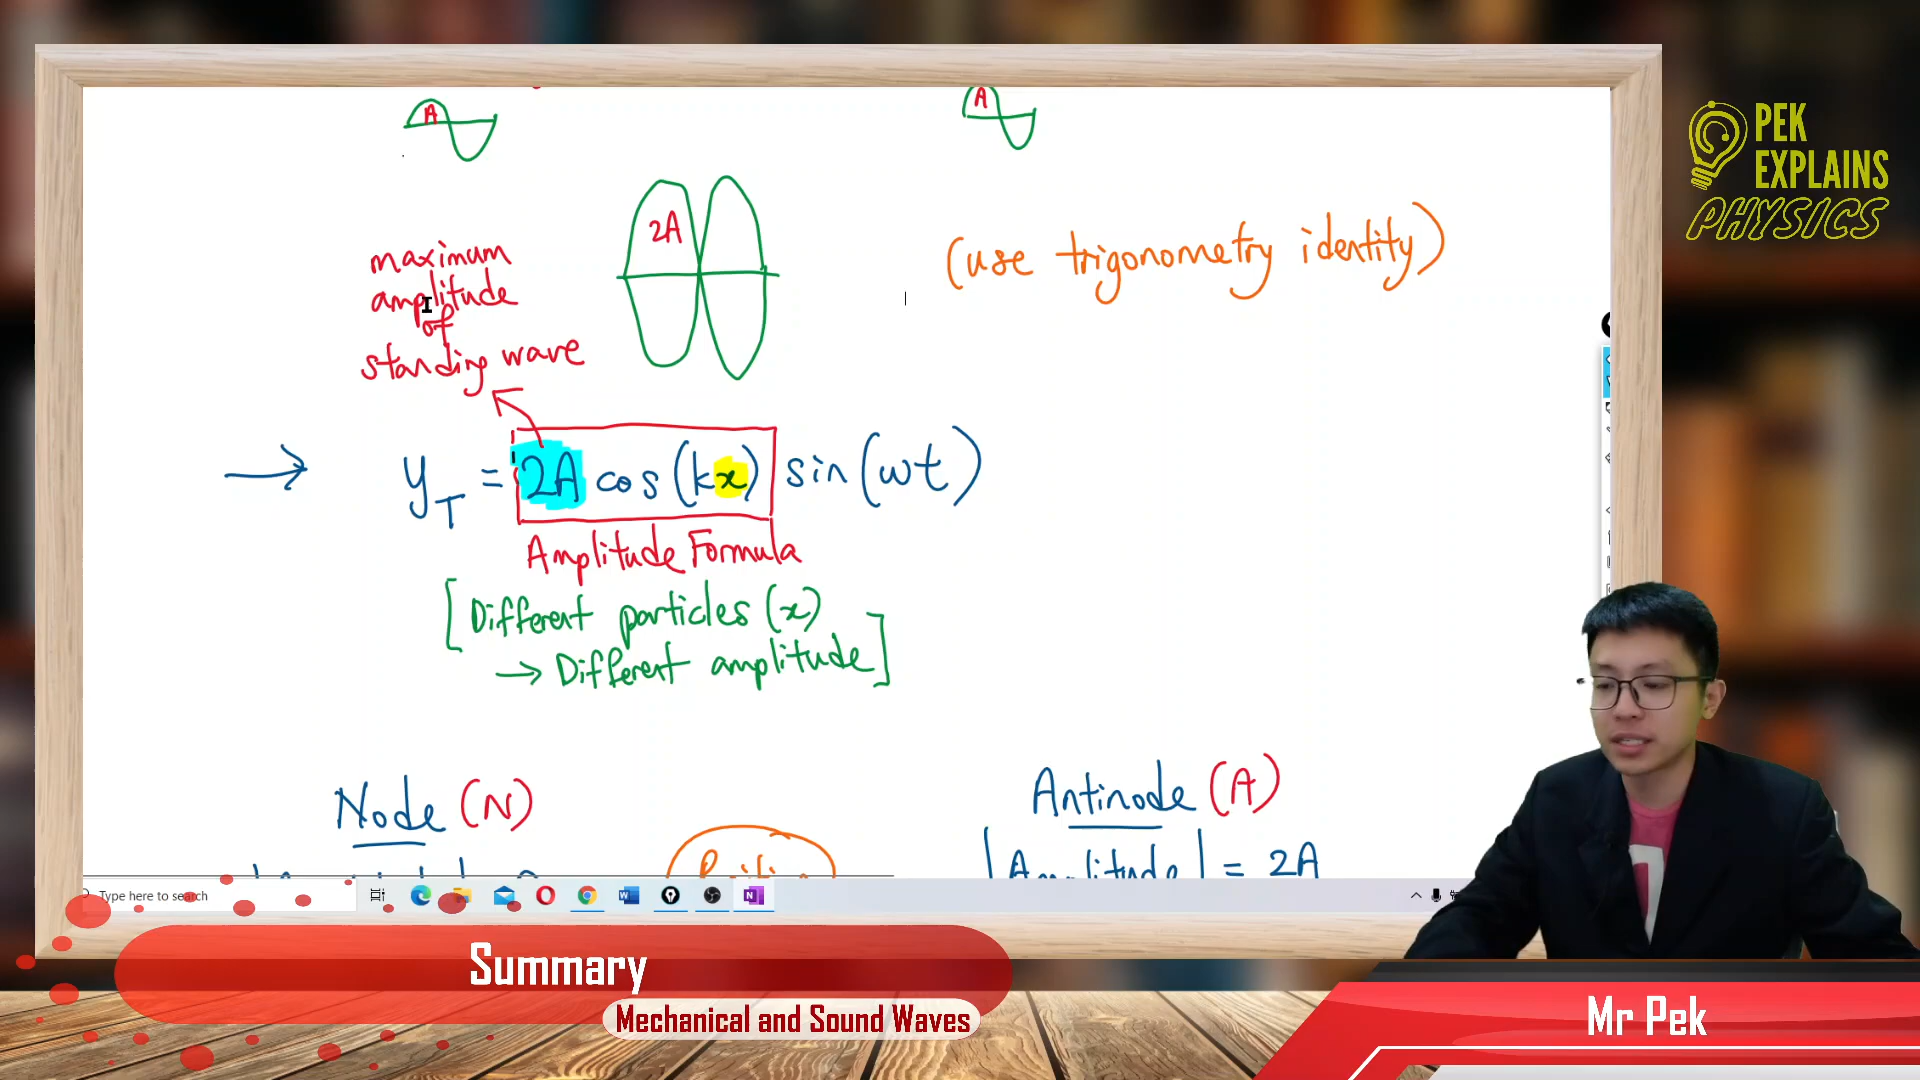 A
A
PEK
EXPLAINS
PHYSICS
2A
maximum
amplitude
of
standing wave
(use trigonometry identity)
y_T = 2A cos(kx) sin(ωt)
Amplitude Formula
[Different particles (x)
→ Different amplitude]
Node (N)
Antinode (A)
|Amplitude| = 2A
Type here to search
Summary
Mechanical and Sound Waves
Mr Pek